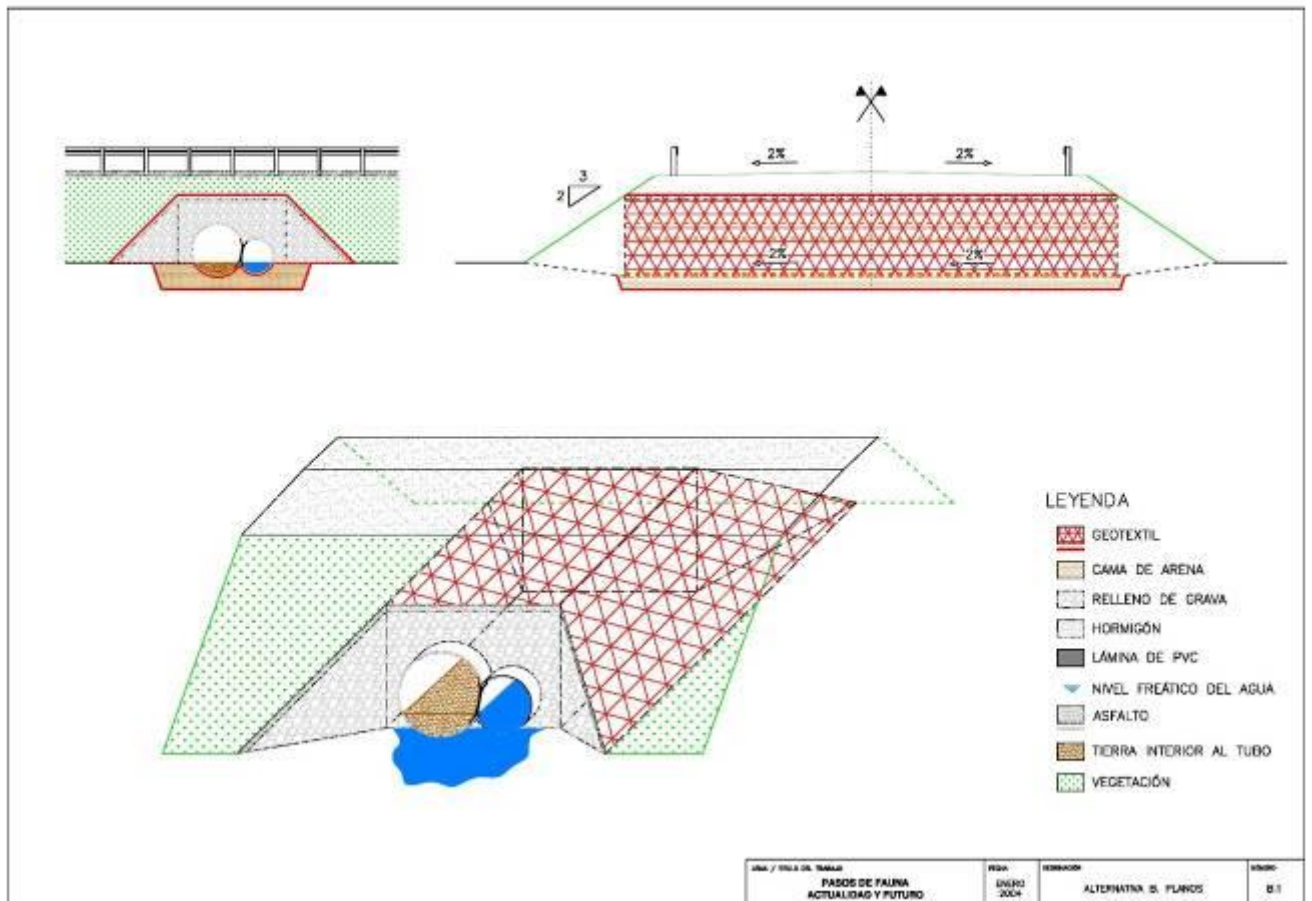 2%
2%
3
2
2%
2%
LEYENDA
GEOTEXTIL
CAMA DE ARENA
RELLENO DE GRAVA
HORMIGÓN
LÁMINA DE PVC
NIVEL FREÁTICO DEL AGUA
ASFALTO
TIERRA INTERIOR AL TUBO
VEGETACIÓN
PASOS DE FAUNA
ACTUALIDAD Y FUTURO
FECHA
ENERO
2004
ALTERNATIVA B. PLANOS
NÚMERO
B.1